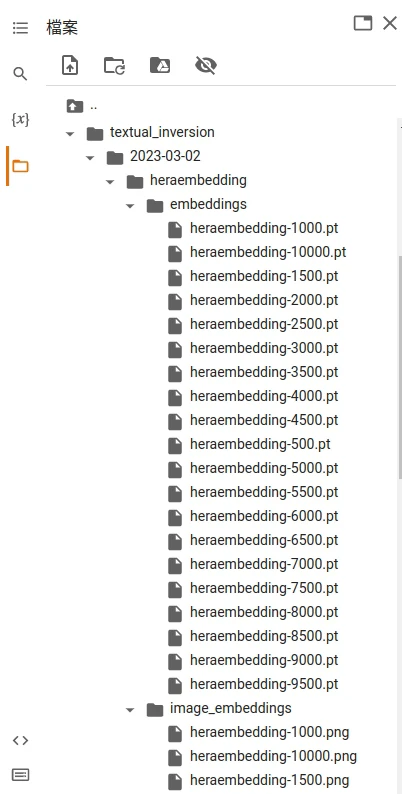 檔案
{x}
..
textual_inversion
2023-03-02
heraembedding
embeddings
heraembedding-1000.pt
heraembedding-10000.pt
heraembedding-1500.pt
heraembedding-2000.pt
heraembedding-2500.pt
heraembedding-3000.pt
heraembedding-3500.pt
heraembedding-4000.pt
heraembedding-4500.pt
heraembedding-500.pt
heraembedding-5000.pt
heraembedding-5500.pt
heraembedding-6000.pt
heraembedding-6500.pt
heraembedding-7000.pt
heraembedding-7500.pt
heraembedding-8000.pt
heraembedding-8500.pt
heraembedding-9000.pt
heraembedding-9500.pt
image_embeddings
heraembedding-1000.png
heraembedding-10000.png
heraembedding-1500.png